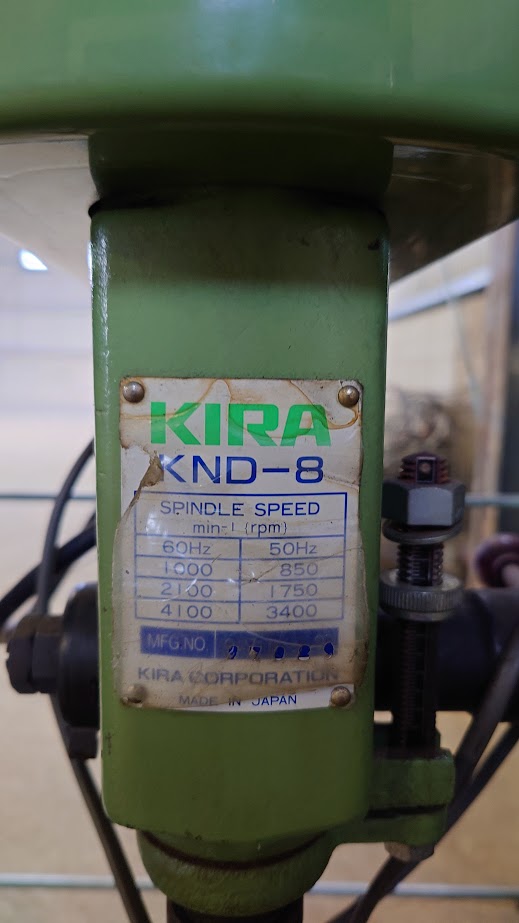 KIRA
KND-8
SPINDLE SPEED
min-1 (rpm)
60Hz 50Hz
1000 850
2100 1750
4100 3400
MFG.NO.
KIRA CORPORATION
MADE IN JAPAN